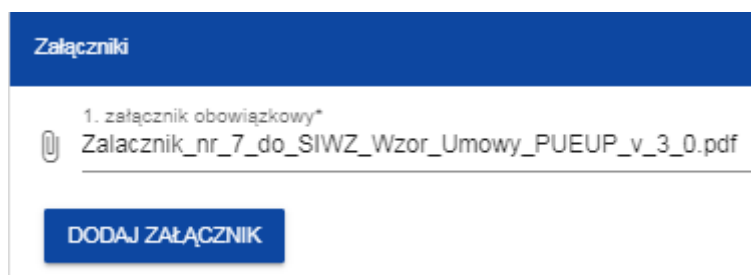 Załączniki
1. załącznik obowiązkowy*
Zalacznik_nr_7_do_SIWZ_Wzor_Umowy_PUEUP_v_3_0.pdf
DODAJ ZAŁĄCZNIK